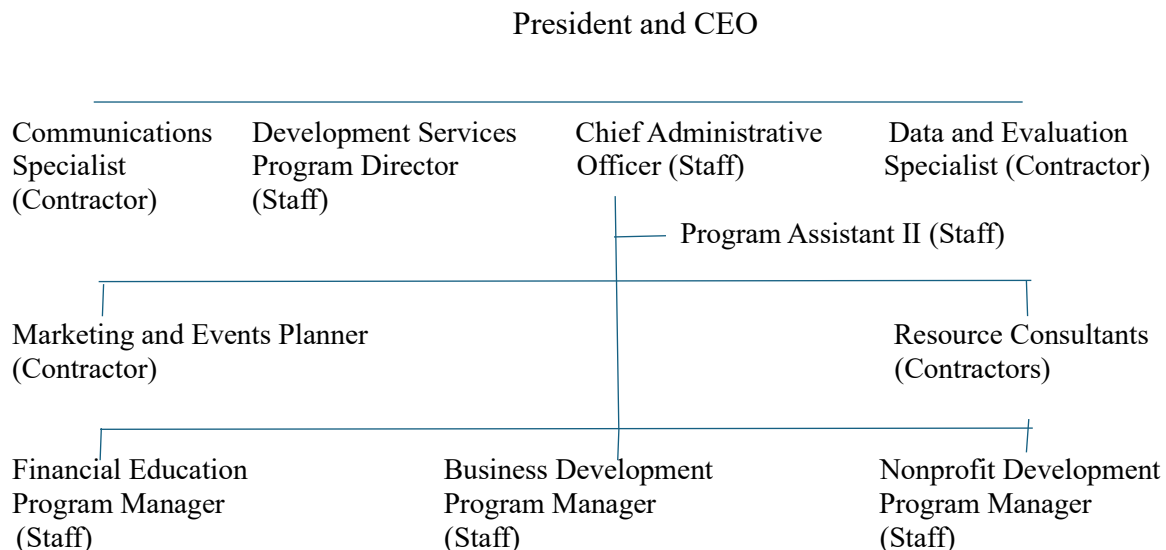 President and CEO
Communications Specialist (Contractor)
Development Services Program Director (Staff)
Chief Administrative Officer (Staff)
Data and Evaluation Specialist (Contractor)
Program Assistant II (Staff)
Marketing and Events Planner (Contractor)
Resource Consultants (Contractors)
Financial Education Program Manager (Staff)
Business Development Program Manager (Staff)
Nonprofit Development Program Manager (Staff)